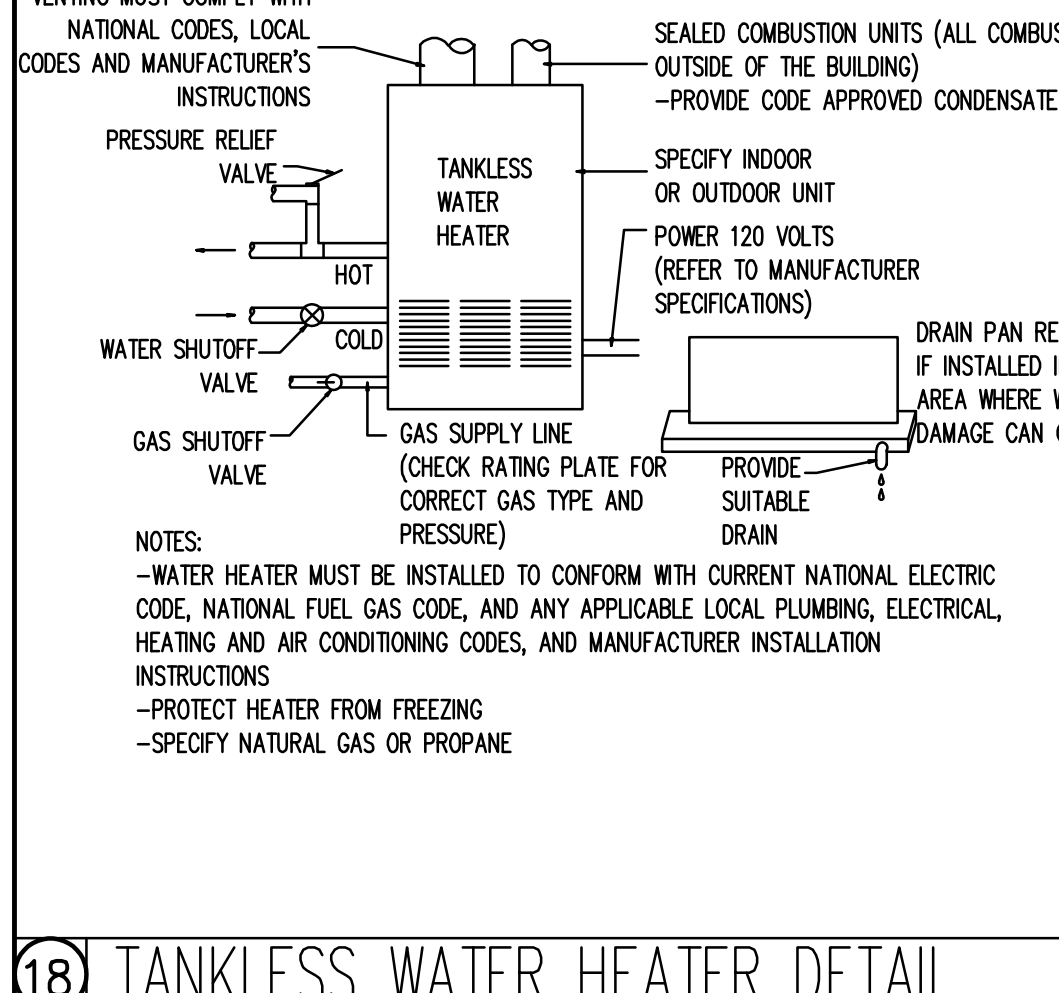 VENTING MUST COMPLY WITH
NATIONAL CODES, LOCAL
CODES AND MANUFACTURER'S
INSTRUCTIONS
PRESSURE RELIEF
VALVE
HOT
COLD
WATER SHUTOFF
VALVE
GAS SHUTOFF
VALVE
TANKLESS
WATER
HEATER
SEALED COMBUSTION UNITS (ALL
OUTSIDE OF THE BUILDING)
-PROVIDE CODE APPROVED CONDENSATE
SPECIFY INDOOR
OR OUTDOOR UNIT
POWER 120 VOLTS
(REFER TO MANUFACTURER
SPECIFICATIONS)
DRAIN PAN
IF INSTALLED
AREA WHERE
DAMAGE CAN
GAS SUPPLY LINE
(CHECK RATING PLATE FOR
CORRECT GAS TYPE AND
PRESSURE)
PROVIDE
SUITABLE
DRAIN
NOTES:
-WATER HEATER MUST BE INSTALLED TO CONFORM WITH CURRENT NATIONAL ELECTRIC
CODE, NATIONAL FUEL GAS CODE, AND ANY APPLICABLE LOCAL PLUMBING, ELECTRICAL,
HEATING AND AIR CONDITIONING CODES, AND MANUFACTURER INSTALLATION
INSTRUCTIONS
-PROTECT HEATER FROM FREEZING
-SPECIFY NATURAL GAS OR PROPANE
18 TANKLESS WATER HEATER DETAIL